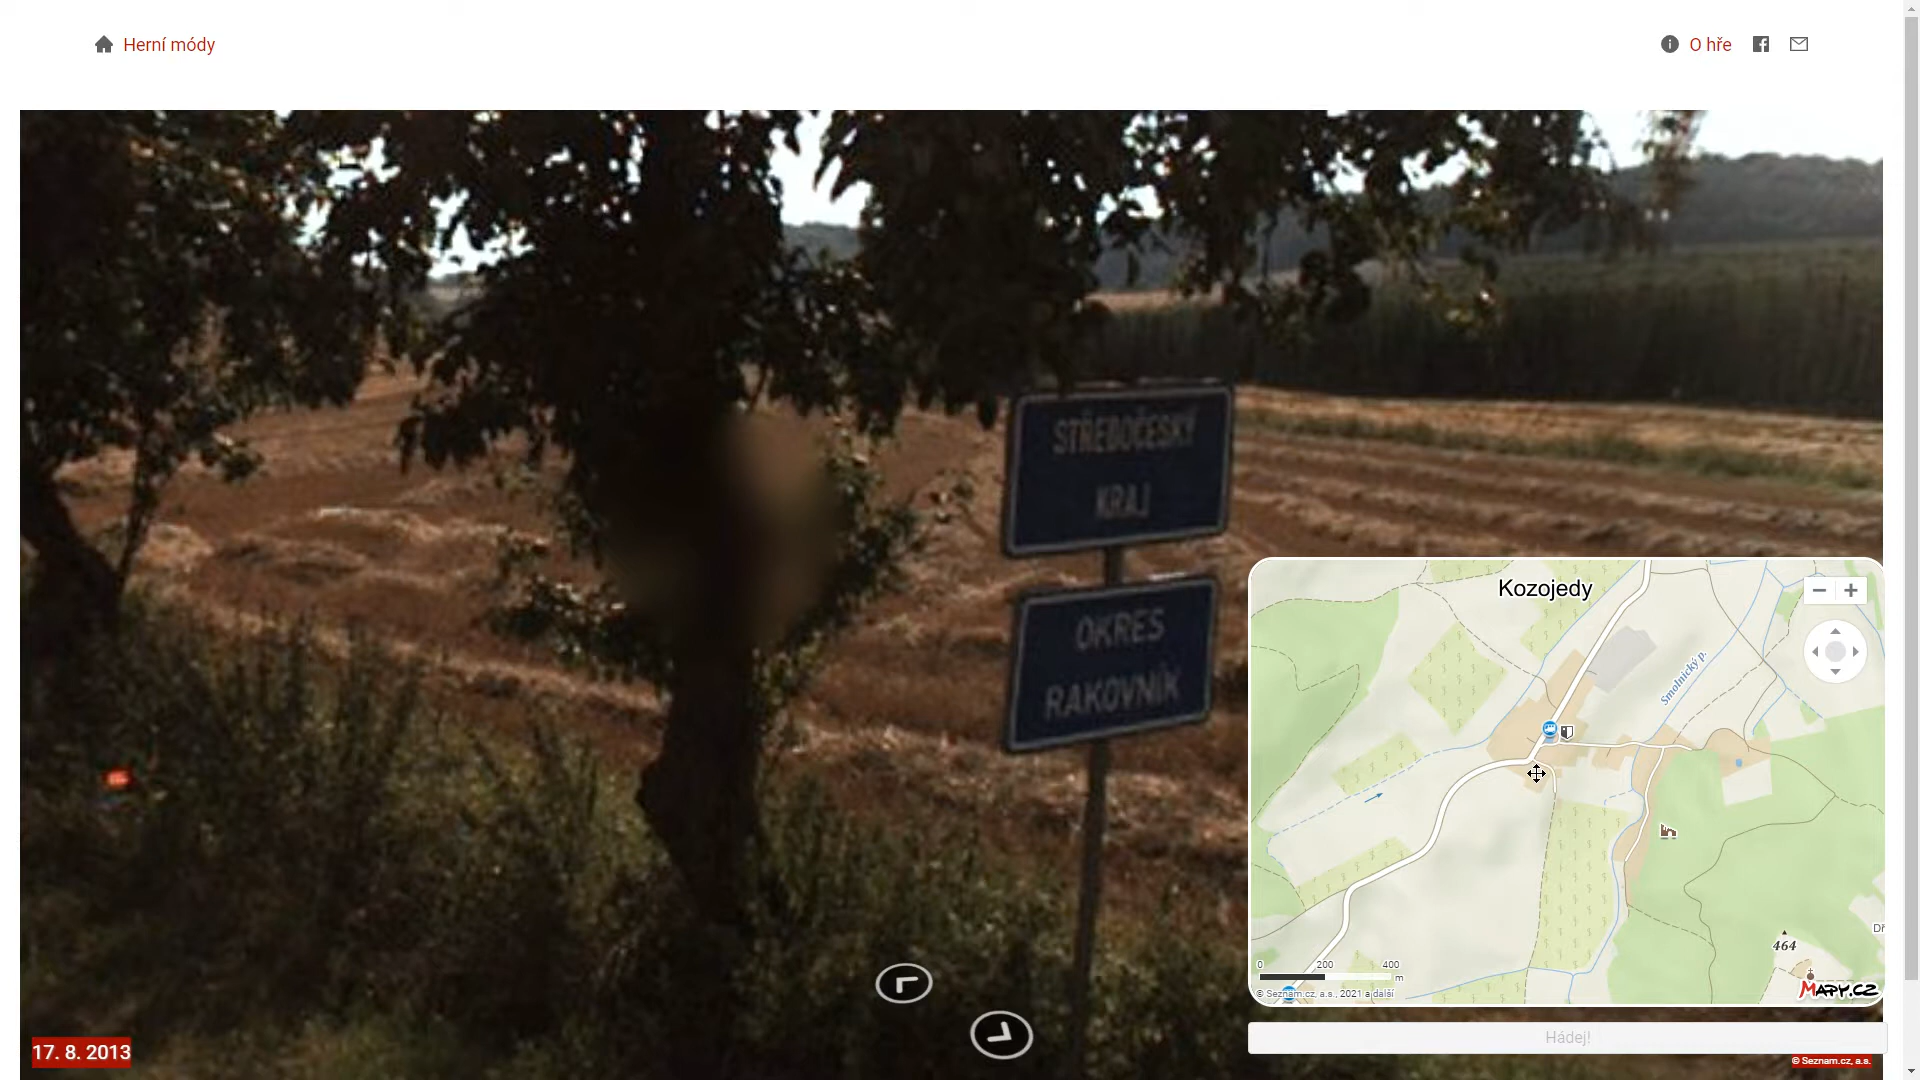 Herní módy
O hře
STŘEDOČESKÝ
KRAJ
OKRES
RAKOVNÍK
Kozojedy
Smolnický p.
464
Dř
0 200 400
m
© Seznam.cz, a.s., 2021 a další
Mapy.cz
Hádej!
17. 8. 2013
© Seznam.cz, a.s.